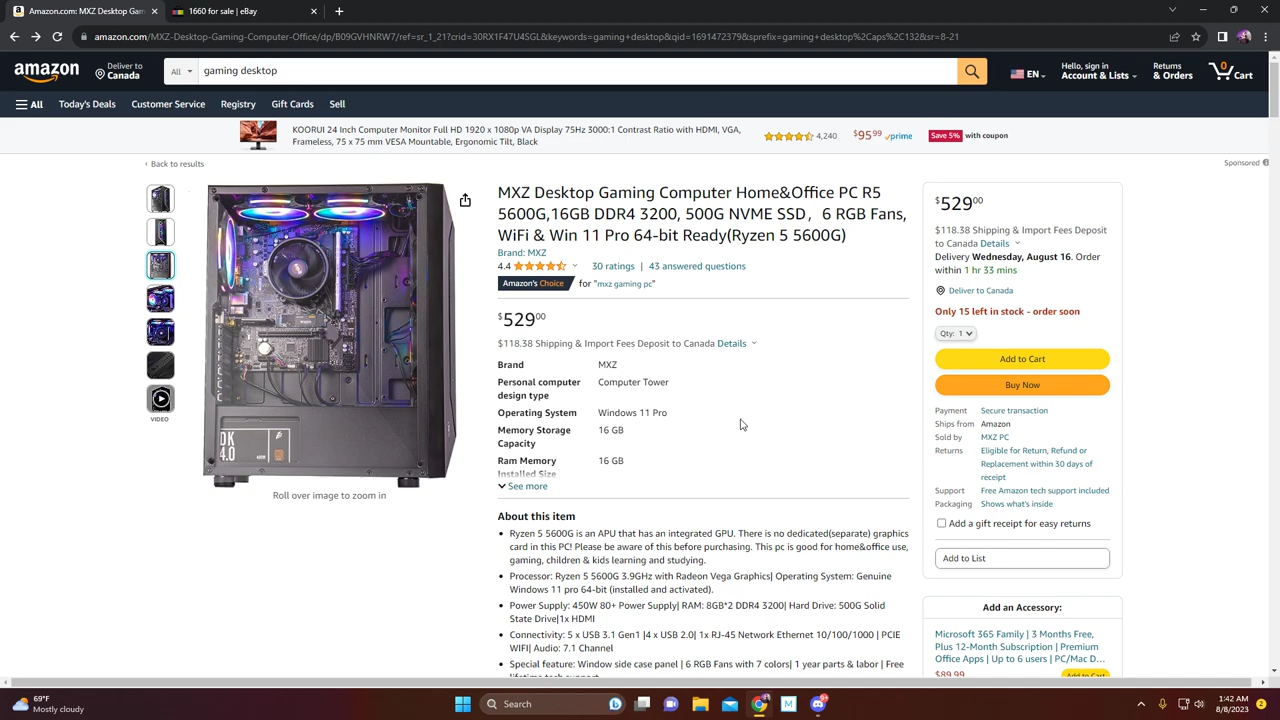 Amazon.com: MXZ Desktop Gam
1660 for sale | eBay
amazon.com/MXZ-Desktop-Gaming-Computer-Office/dp/B09GVHNRW7/ref=sr_1_21?crid=30RX1F47U4SGL&keywords=gaming+desktop&qid=1691472379&sprefix=gaming+desktop%2Caps%2C132&sr=8-21
amazon
Deliver to
Canada
All
gaming desktop
EN
Hello, sign in
Account & Lists
Returns
& Orders
0
Cart
All
Today's Deals
Customer Service
Registry
Gift Cards
Sell
KOORUI 24 Inch Computer Monitor Full HD 1920 x 1080p VA Display 75Hz 3000:1 Contrast Ratio with HDMI, VGA,
Frameless, 75 x 75 mm VESA Mountable, Ergonomic Tilt, Black
4,240
$95.99
prime
Save 5%
with coupon
‹ Back to results
Sponsored
MXZ Desktop Gaming Computer Home&Office PC R5
5600G,16GB DDR4 3200, 500G NVME SSD，6 RGB Fans,
WiFi & Win 11 Pro 64-bit Ready(Ryzen 5 5600G)
Brand: MXZ
4.4
30 ratings | 43 answered questions
Amazon's Choice for "mxz gaming pc"
$529.00
$118.38 Shipping & Import Fees Deposit to Canada Details
Brand MXZ
Personal computer design type Computer Tower
Operating System Windows 11 Pro
Memory Storage Capacity 16 GB
Ram Memory Installed Size 16 GB
See more
DK
4.0
Roll over image to zoom in
VIDEO
About this item
Ryzen 5 5600G is an APU that has an integrated GPU. There is no dedicated(separate) graphics
card in this PC! Please be aware of this before purchasing. This pc is good for home&office use,
gaming, children & kids learning and studying.
Processor: Ryzen 5 5600G 3.9GHz with Radeon Vega Graphics| Operating System: Genuine
Windows 11 pro 64-bit (installed and activated).
Power Supply: 450W 80+ Power Supply| RAM: 8GB*2 DDR4 3200| Hard Drive: 500G Solid
State Drive|1x HDMI
Connectivity: 5 x USB 3.1 Gen1 |4 x USB 2.0| 1x RJ-45 Network Ethernet 10/100/1000 | PCIE
WIFI| Audio: 7.1 Channel
Special feature: Window side case panel | 6 RGB Fans with 7 colors| 1 year parts & labor | Free
lifetime tech support
$529.00
$118.38 Shipping & Import Fees Deposit
to Canada Details
Delivery Wednesday, August 16. Order
within 1 hr 33 mins
Deliver to Canada
Only 15 left in stock - order soon
Qty: 1
Add to Cart
Buy Now
Payment Secure transaction
Ships from Amazon
Sold by MXZ PC
Returns Eligible for Return, Refund or
Replacement within 30 days of
receipt
Support Free Amazon tech support included
Packaging Shows what's inside
Add a gift receipt for easy returns
Add to List
Add an Accessory:
Microsoft 365 Family | 3 Months Free,
Plus 12-Month Subscription | Premium
Office Apps | Up to 6 users | PC/Mac D...
$89.99
Add to Cart
69°F
Mostly cloudy
Search
1:42 AM
8/8/2023
2